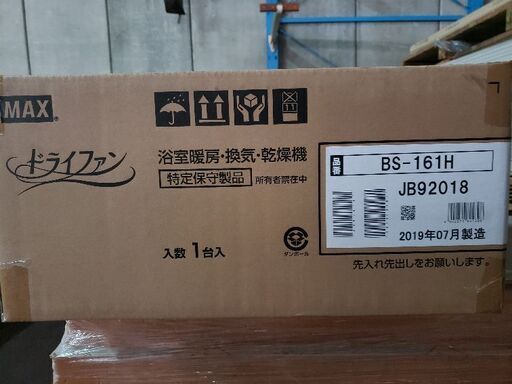 MAX
ドライファン
浴室暖房・換気・乾燥機
特定保守製品 所有者票在中
入数1台入
ダンボール
品番 BS-161H
JB92018
2019年07月製造
先入れ先出しをお願いします。